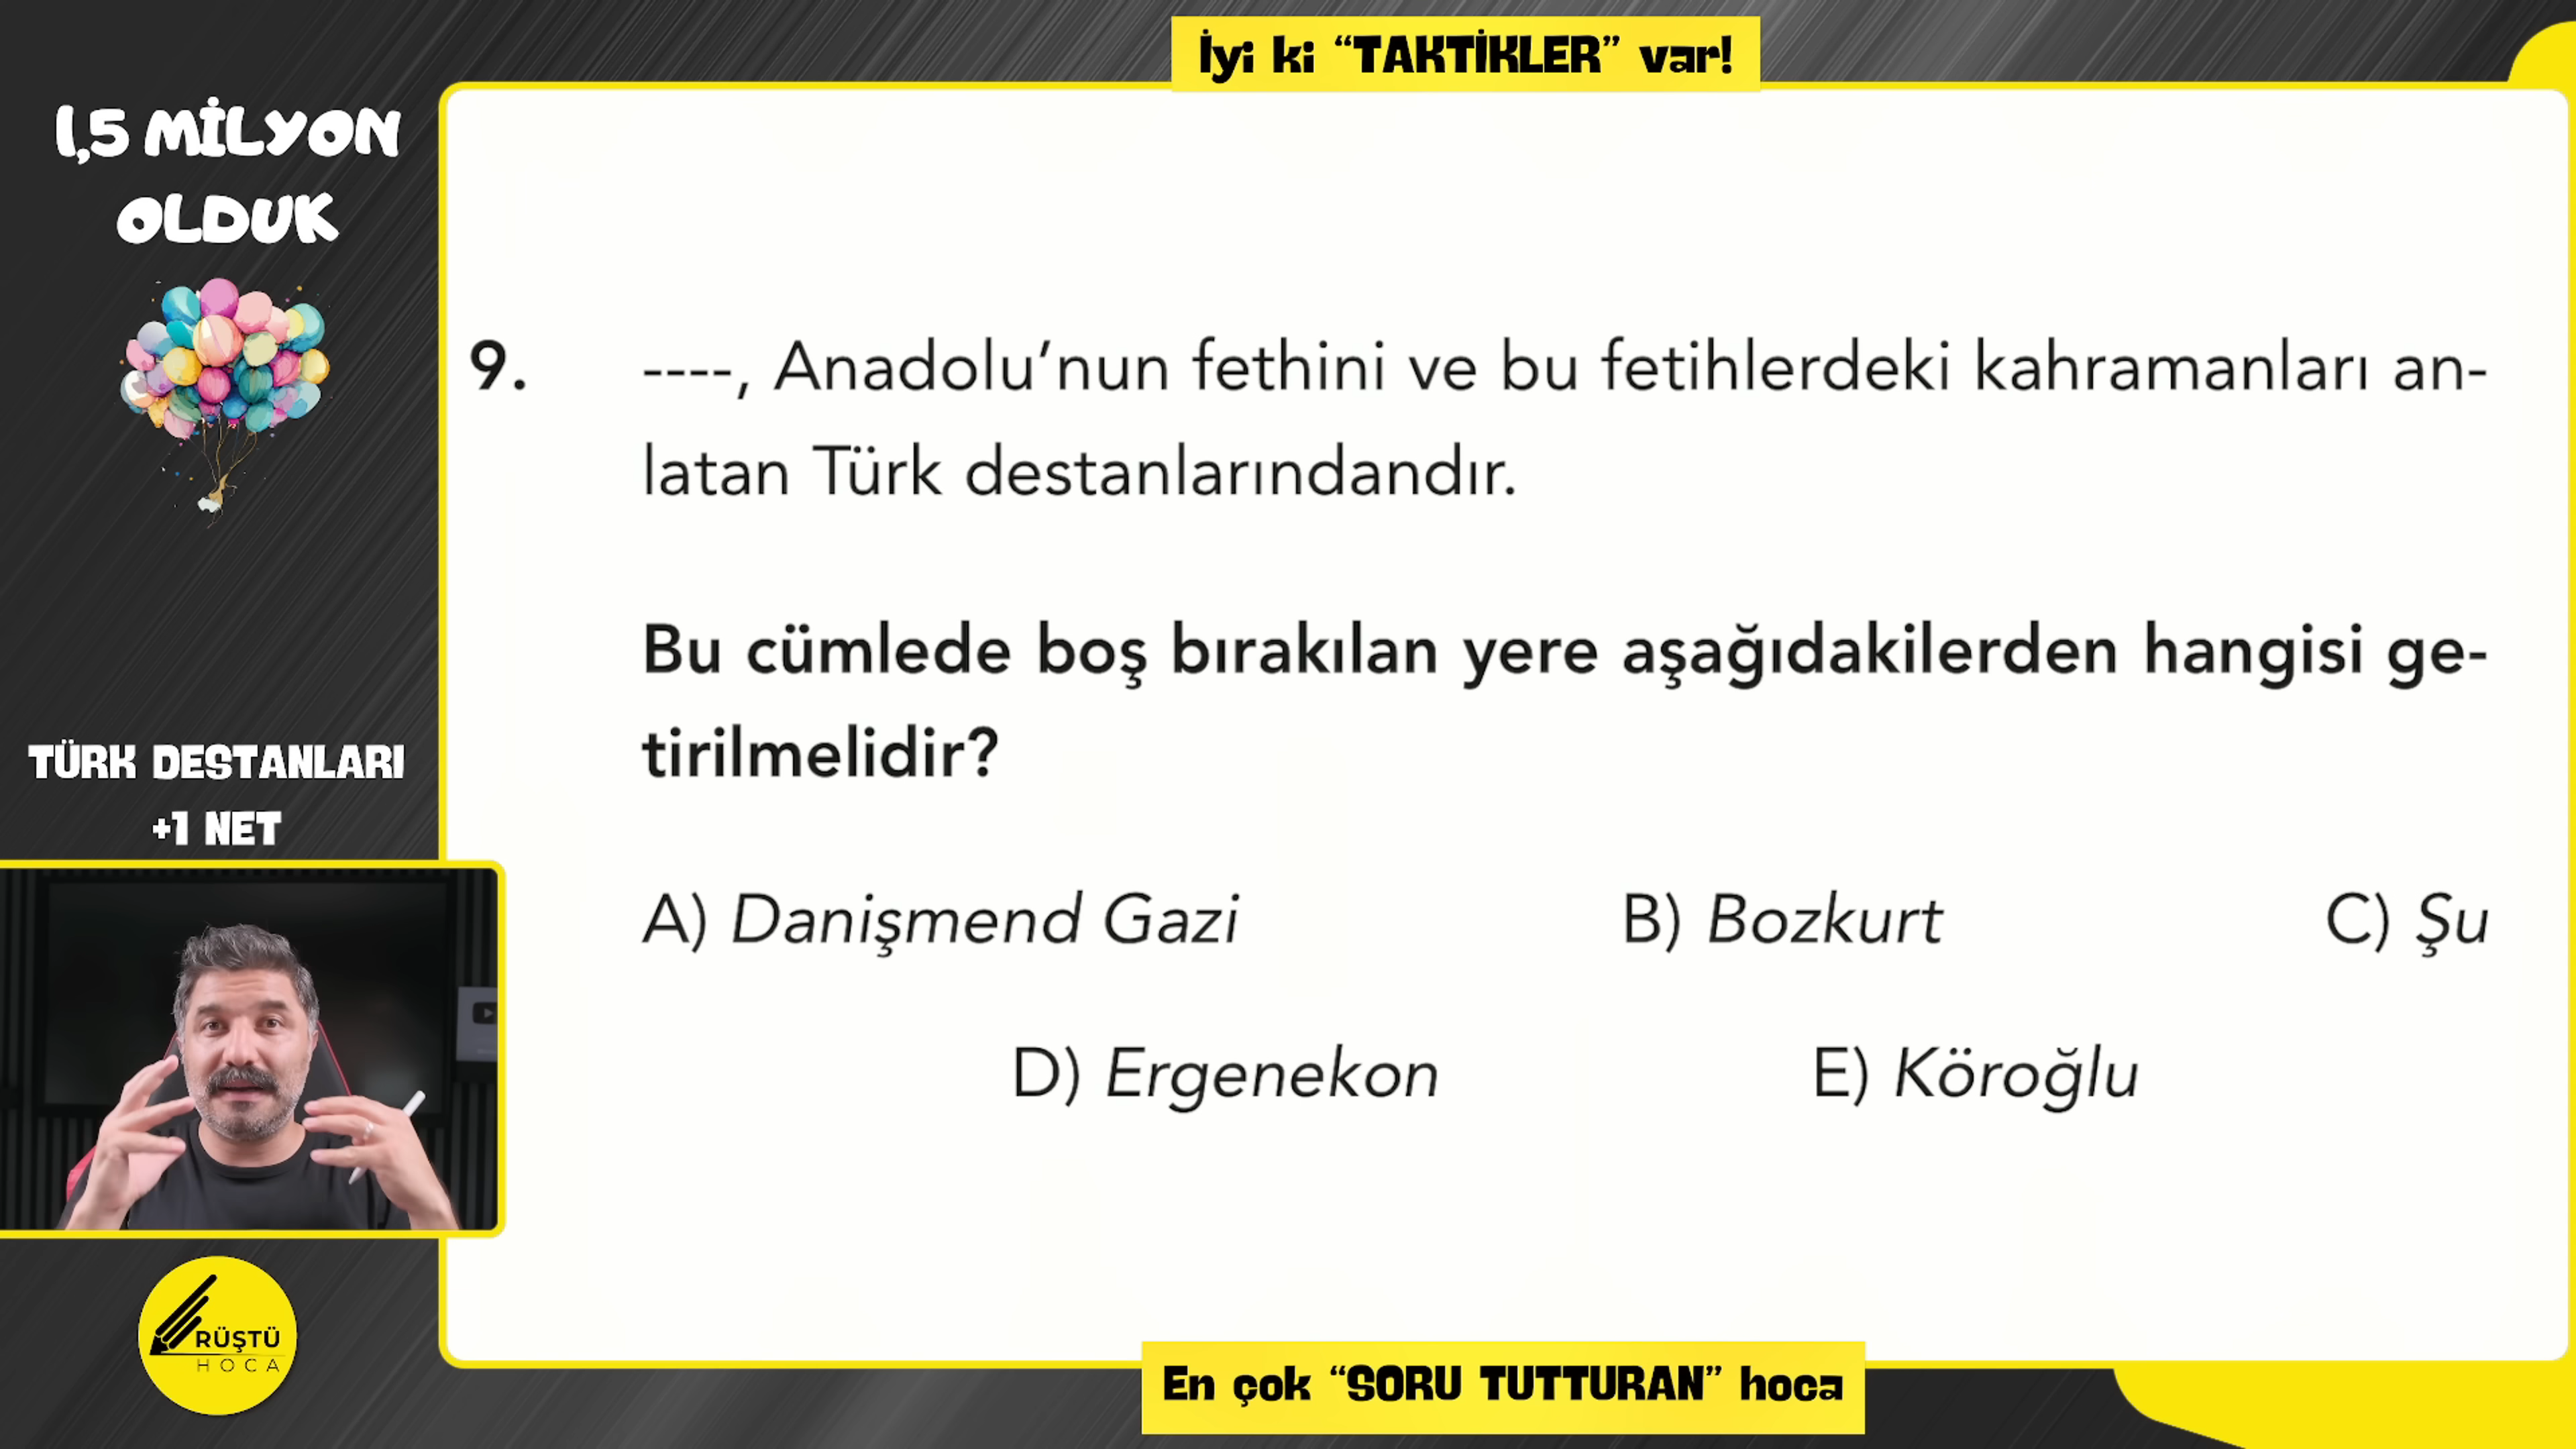 İyi ki “TAKTİKLER” var!
1,5 MİLYON
OLDUK
9. ----, Anadolu’nun fethini ve bu fetihlerdeki kahramanları an-
latan Türk destanlarındandır.
Bu cümlede boş bırakılan yere aşağıdakilerden hangisi ge-
tirilmelidir?
A) Danişmend Gazi B) Bozkurt C) Şu
D) Ergenekon E) Köroğlu
TÜRK DESTANLARI
+1 NET
RÜŞTÜ
HOCA
En çok “SORU TUTTURAN” hoca